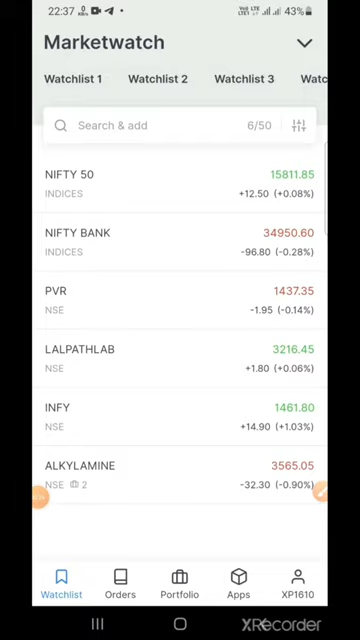 22:37
43%
Marketwatch
Watchlist 1 Watchlist 2 Watchlist 3 Watc
Search & add 6/50
NIFTY 50 15811.85
INDICES +12.50 (+0.08%)
NIFTY BANK 34950.60
INDICES -96.80 (-0.28%)
PVR 1437.35
NSE -1.95 (-0.14%)
LALPATHLAB 3216.45
NSE +1.80 (+0.06%)
INFY 1461.80
NSE +14.90 (+1.03%)
ALKYLAMINE 3565.05
NSE 2 -32.30 (-0.90%)
Watchlist Orders Portfolio Apps XP1610
XRecorder